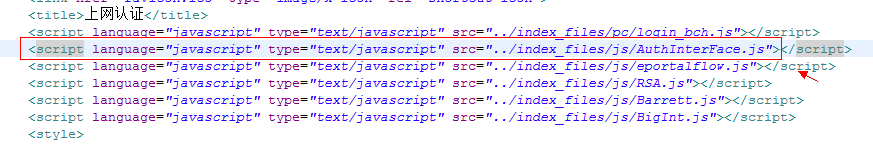 <title>上网认证</title>
<script language="javascript" type="text/javascript" src="../index_files/pc/login_bch.js"></script>
<script language="javascript" type="text/javascript" src="../index_files/js/AuthInterFace.js"></script>
<script language="javascript" type="text/javascript" src="../index_files/js/eportalflow.js"></script>
<script language="javascript" type="text/javascript" src="../index_files/js/RSA.js"></script>
<script language="javascript" type="text/javascript" src="../index_files/js/Barrett.js"></script>
<script language="javascript" type="text/javascript" src="../index_files/js/BigInt.js"></script>
<style>